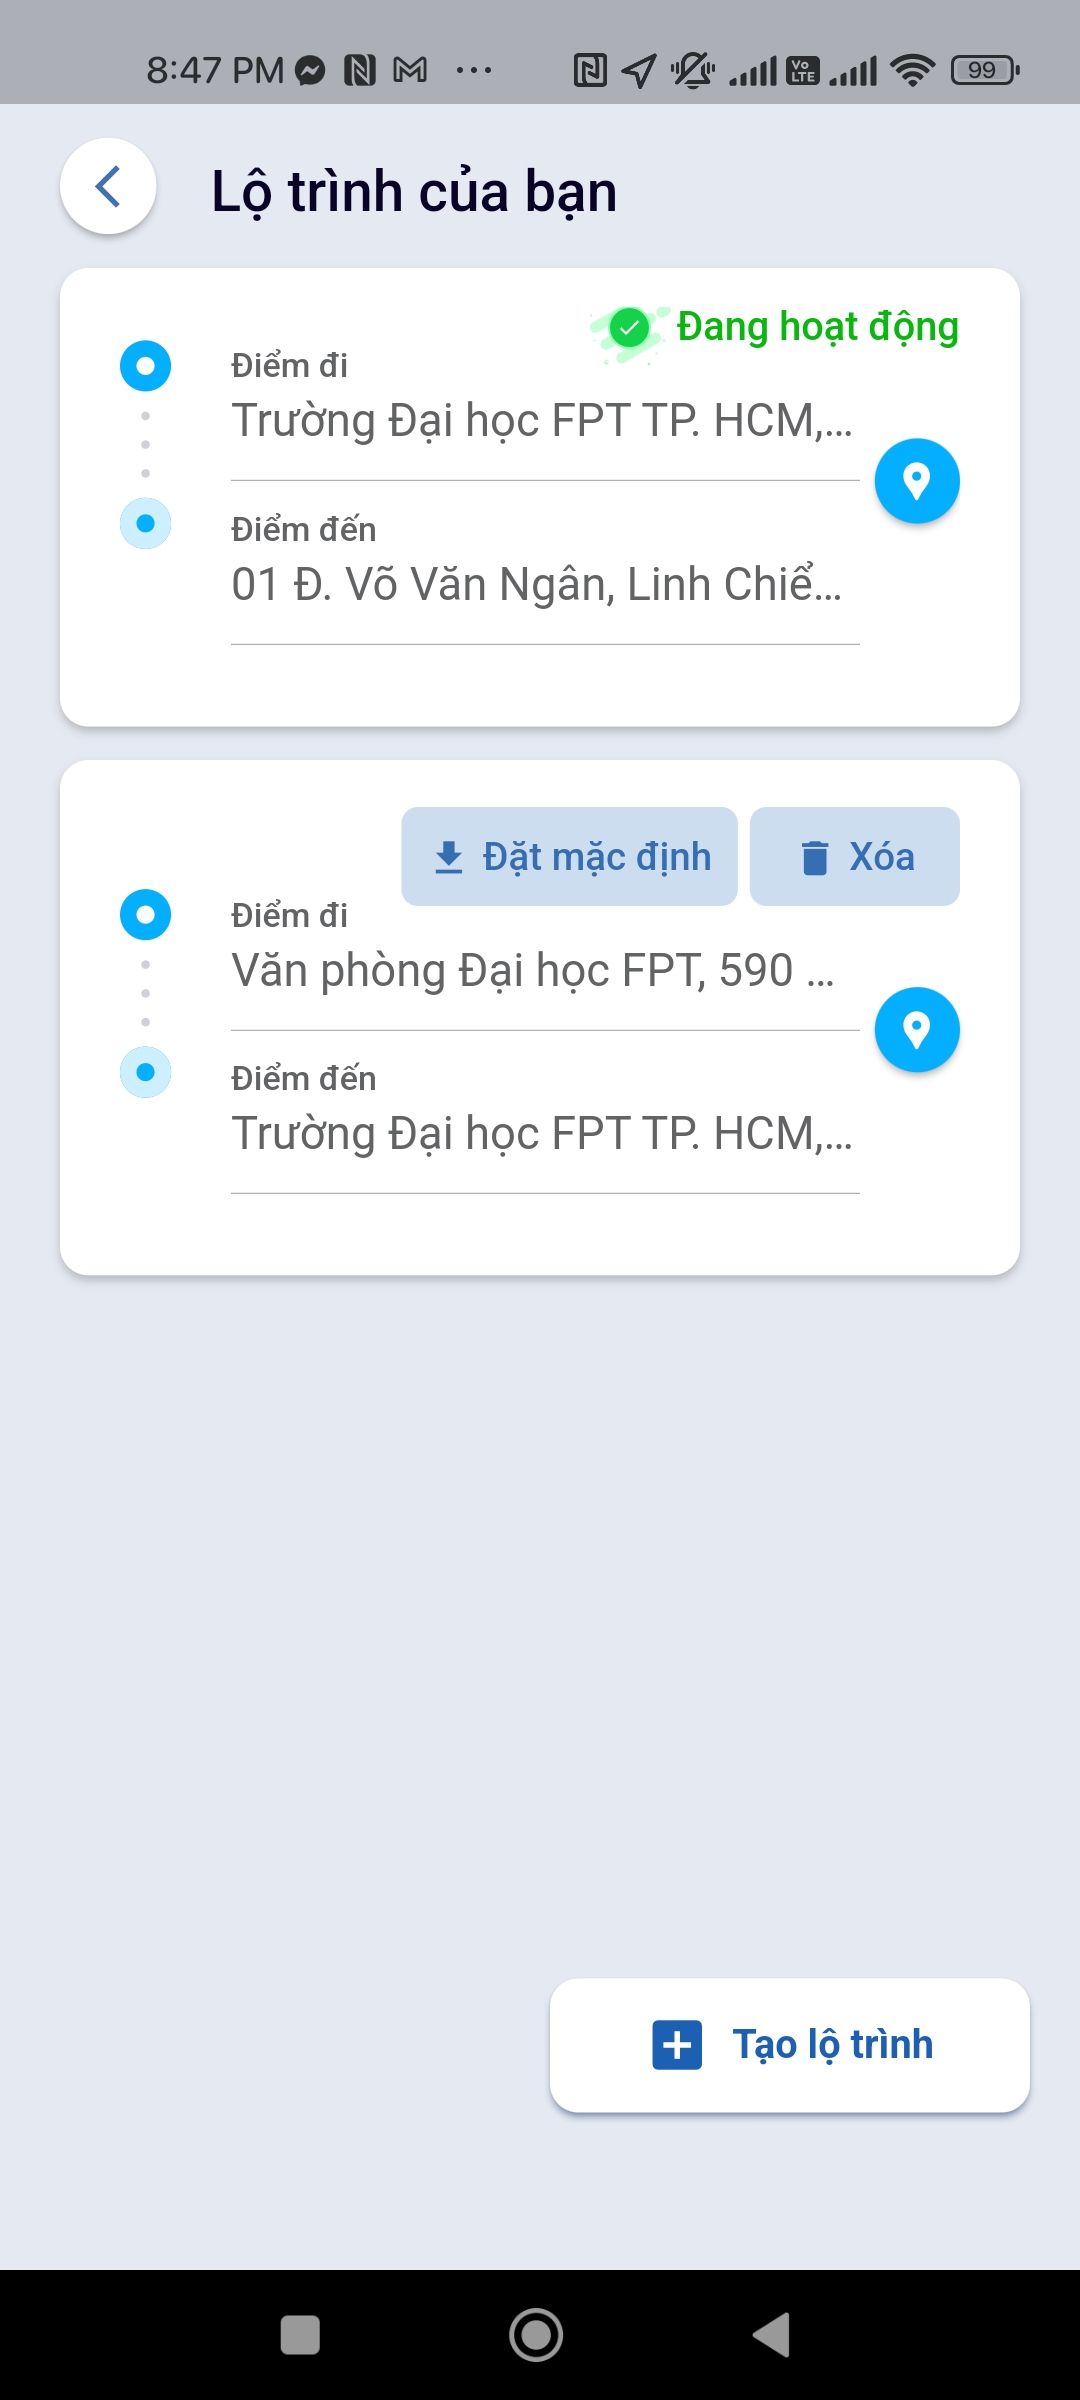 8:47 PM
Vo LTE
99
Lộ trình của bạn
Đang hoạt động
Điểm đi
Trường Đại học FPT TP. HCM,...
Điểm đến
01 Đ. Võ Văn Ngân, Linh Chiể...
Đặt mặc định
Xóa
Điểm đi
Văn phòng Đại học FPT, 590 ...
Điểm đến
Trường Đại học FPT TP. HCM,...
Tạo lộ trình